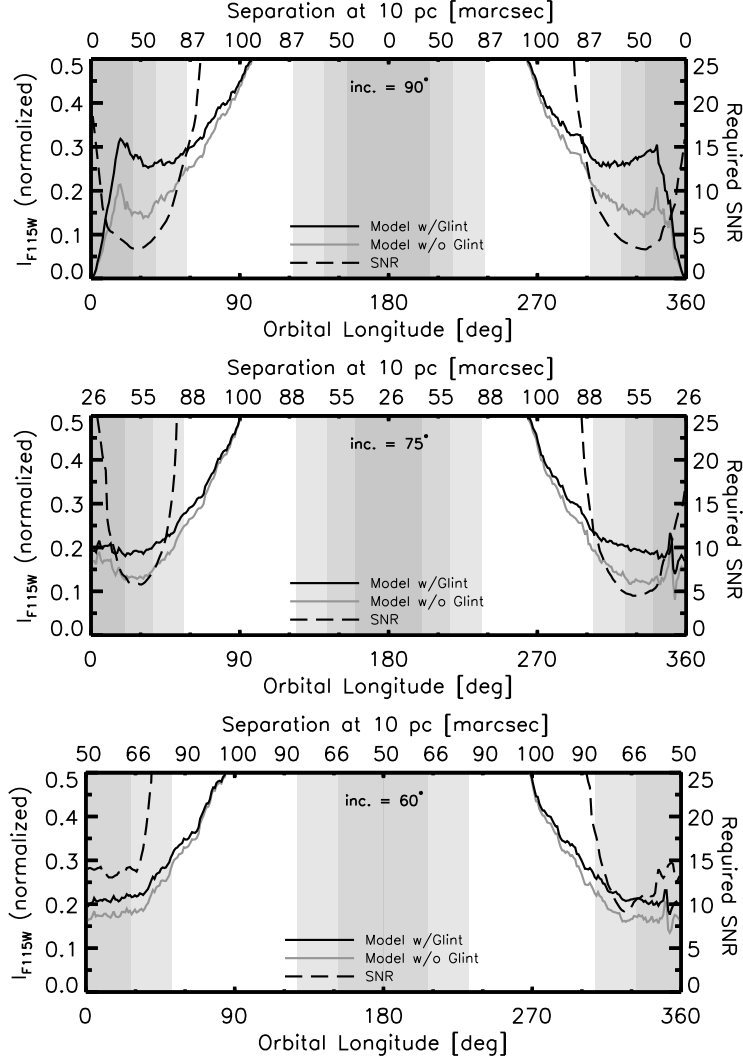 Separation at 10 pc [marcsec]
0 50 87 100 87 50 0 50 87 100 87 50 0
0.5 0.4 0.3 0.2 0.1 0.0
I_F115W (normalized)
inc. = 90°
Model w/Glint
Model w/o Glint
SNR
25 20 15 10 5 0
Required SNR
0 90 180 270 360
Orbital Longitude [deg]
Separation at 10 pc [marcsec]
26 55 88 100 88 55 26 55 88 100 88 55 26
0.5 0.4 0.3 0.2 0.1 0.0
I_F115W (normalized)
inc. = 75°
Model w/Glint
Model w/o Glint
SNR
25 20 15 10 5 0
Required SNR
0 90 180 270 360
Orbital Longitude [deg]
Separation at 10 pc [marcsec]
50 66 90 100 90 66 50 66 90 100 90 66 50
0.5 0.4 0.3 0.2 0.1 0.0
I_F115W (normalized)
inc. = 60°
Model w/Glint
Model w/o Glint
SNR
25 20 15 10 5 0
Required SNR
0 90 180 270 360
Orbital Longitude [deg]